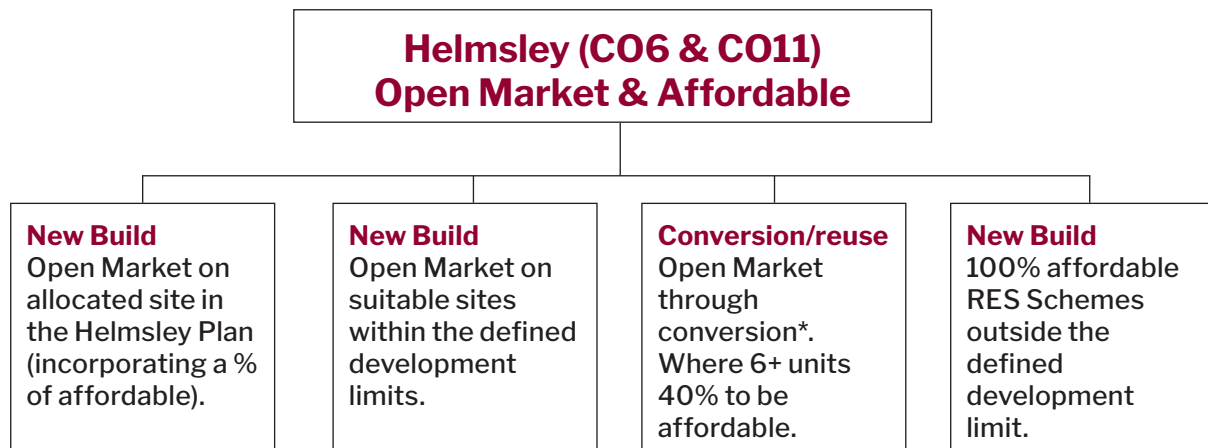 Helmsley (CO6 & CO11)
Open Market & Affordable
New Build
Open Market on
allocated site in
the Helmsley Plan
(incorporating a %
of affordable).
New Build
Open Market on
suitable sites
within the defined
development
limits.
Conversion/reuse
Open Market
through
conversion*.
Where 6+ units
40% to be
affordable.
New Build
100% affordable
RES Schemes
outside the
defined
development
limit.